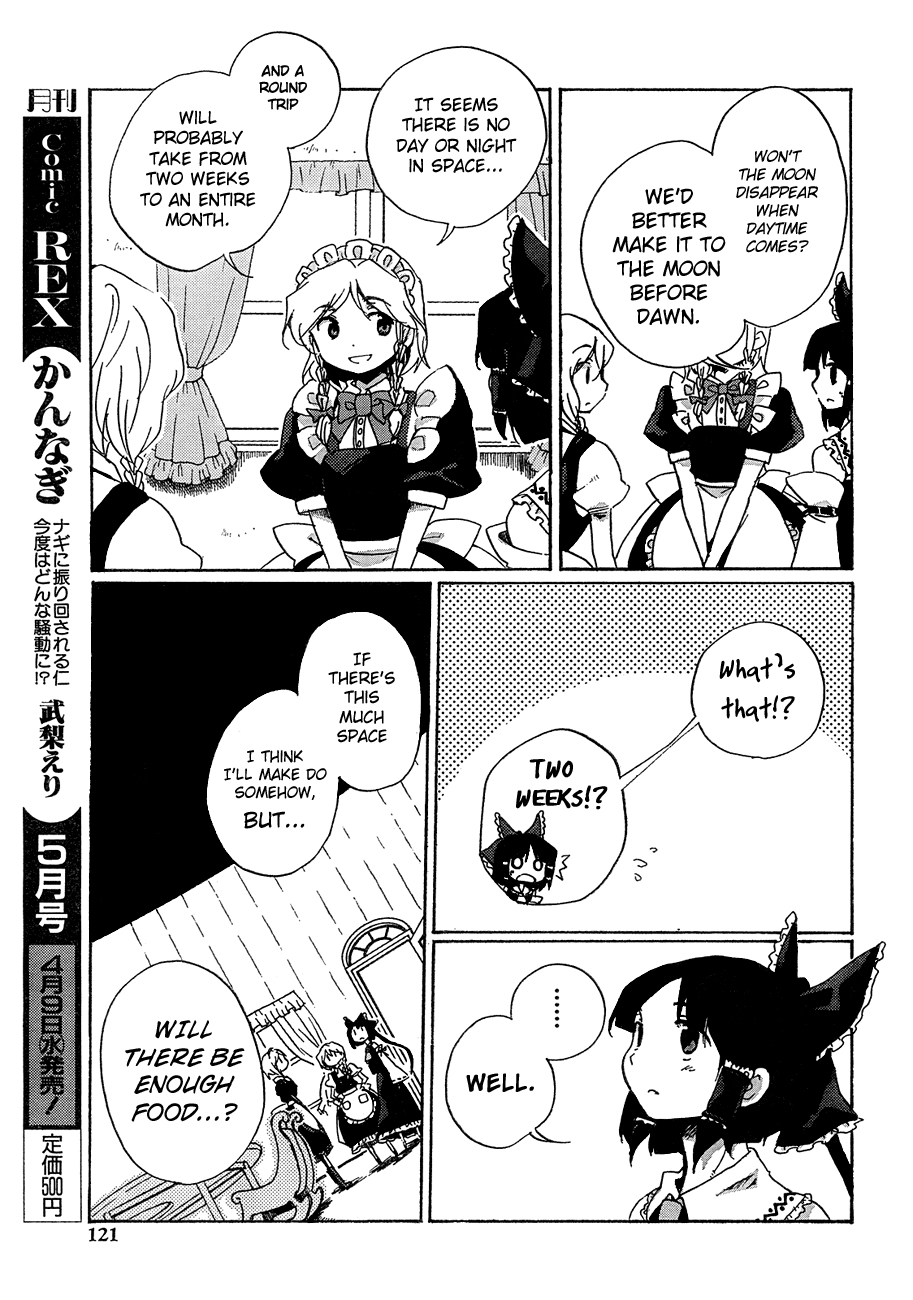 WON'T
THE MOON
DISAPPEAR
WHEN
DAYTIME
COMES?
WE'D
BETTER
MAKE IT TO
THE MOON
BEFORE
DAWN.
IT SEEMS
THERE IS NO
DAY OR NIGHT
IN SPACE...
AND A
ROUND
TRIP
WILL
PROBABLY
TAKE FROM
TWO WEEKS
TO AN ENTIRE
MONTH.
What's
that!?
TWO
WEEKS!?
......
WELL.
IF
THERE'S
THIS
MUCH
SPACE
I THINK
I'LL MAKE DO
SOMEHOW,
BUT...
WILL
THERE BE
ENOUGH
FOOD...?
月刊
Comic REX
かんなぎ
ナギに振り回される仁
今度はどんな騒動に!?
武梨えり
5月号
4月9日(水)発売!
定価500円
121